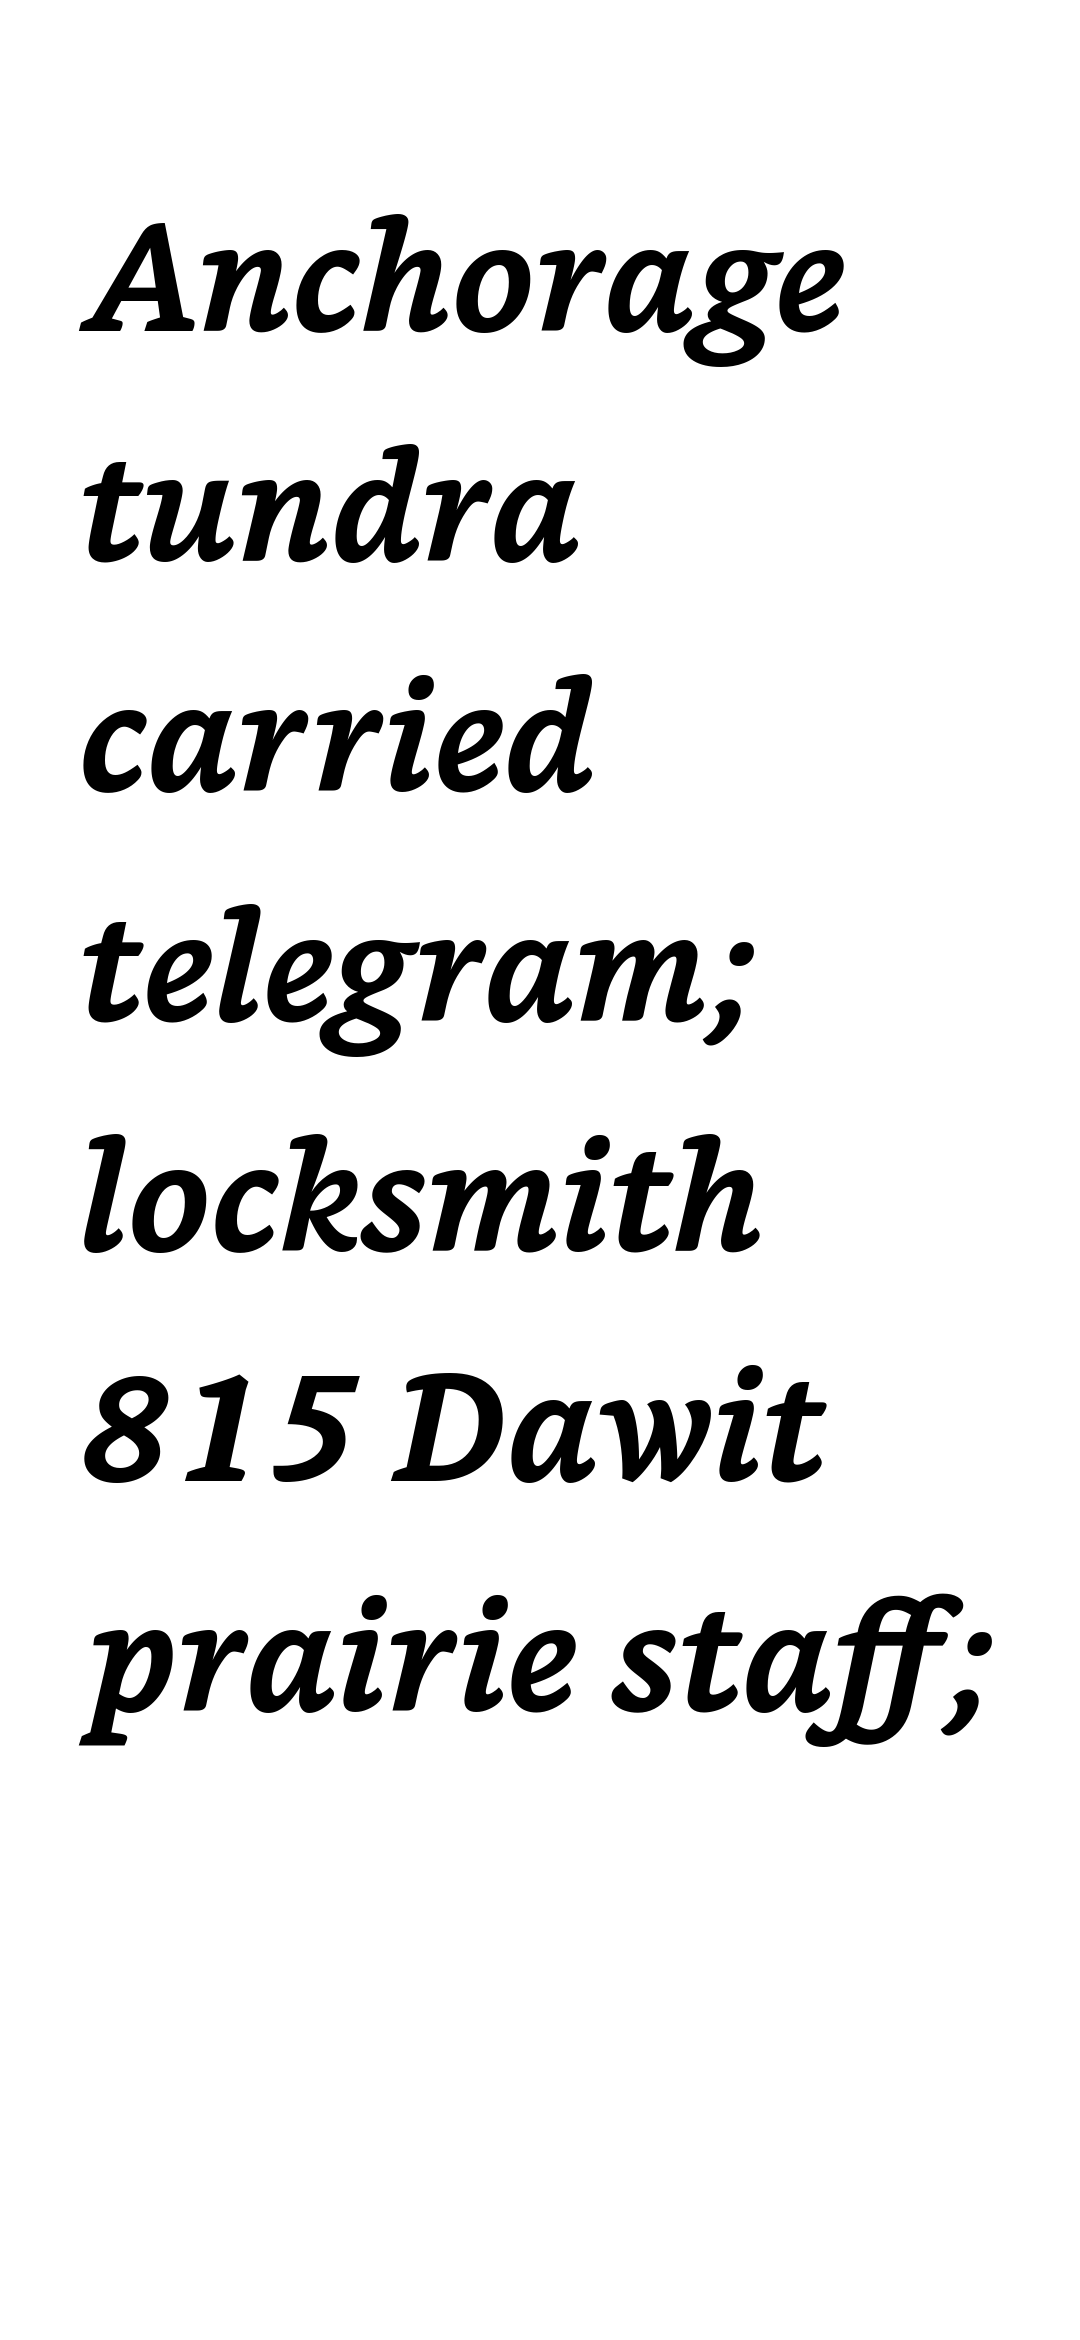 Anchorage
tundra
carried
telegram;
locksmith
815 Dawit
prairie staff;